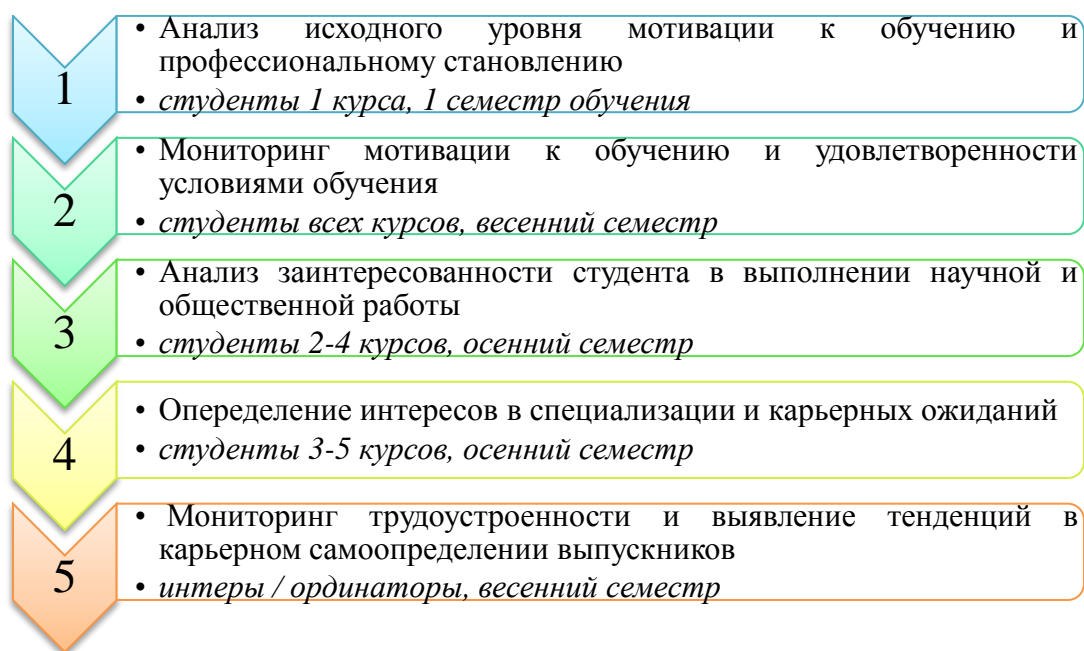 1
• Анализ исходного уровня мотивации к обучению и
профессиональному становлению
• студенты 1 курса, 1 семестр обучения
2
• Мониторинг мотивации к обучению и удовлетворенности
условиями обучения
• студенты всех курсов, весенний семестр
3
• Анализ заинтересованности студента в выполнении научной и
общественной работы
• студенты 2-4 курсов, осенний семестр
4
• Опеределение интересов в специализации и карьерных ожиданий
• студенты 3-5 курсов, осенний семестр
5
• Мониторинг трудоустроенности и выявление тенденций в
карьерном самоопределении выпускников
• интеры / ординаторы, весенний семестр